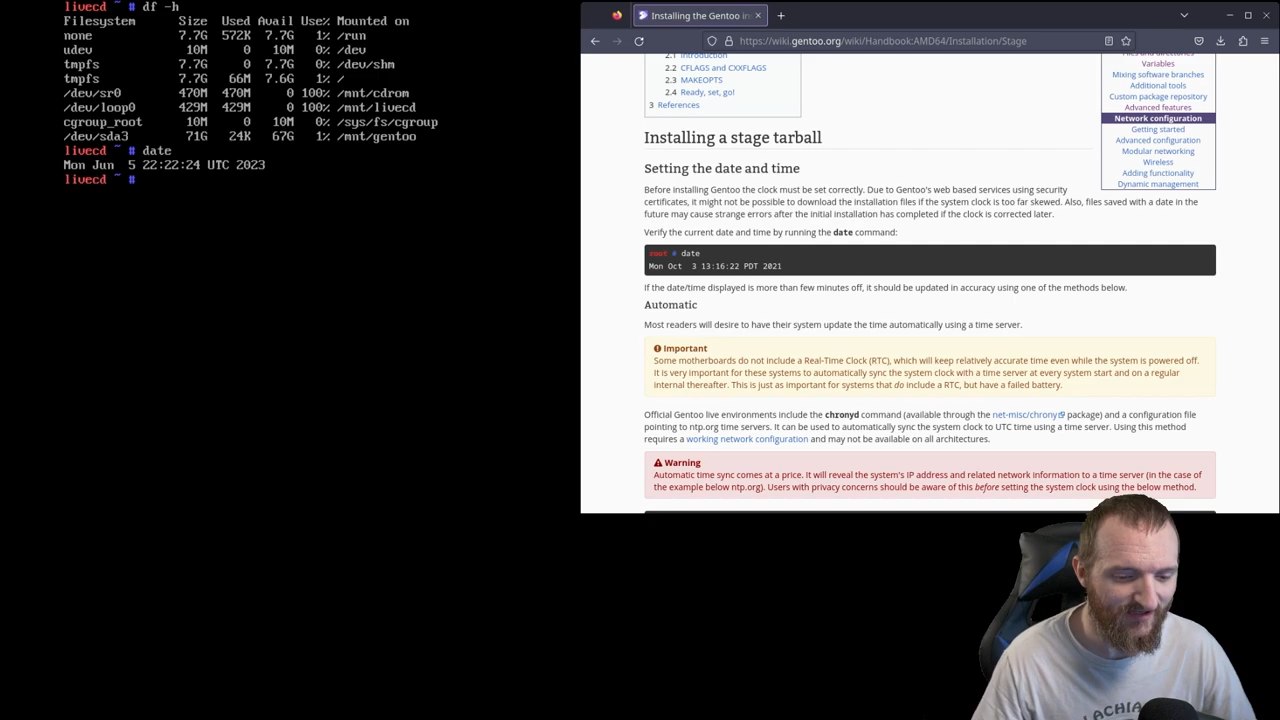 livecd ~ # df -h
Filesystem Size Used Avail Use% Mounted on
none 7.7G 572K 7.7G 1% /run
udev 10M 0 10M 0% /dev
tmpfs 7.7G 0 7.7G 0% /dev/shm
tmpfs 7.7G 66M 7.6G 1% /
/dev/sr0 470M 470M 0 100% /mnt/cdrom
/dev/loop0 429M 429M 0 100% /mnt/livecd
cgroup_root 10M 0 10M 0% /sys/fs/cgroup
/dev/sda3 71G 24K 67G 1% /mnt/gentoo
livecd ~ # date
Mon Jun 5 22:22:24 UTC 2023
livecd ~ #
Installing the Gentoo in
https://wiki.gentoo.org/wiki/Handbook:AMD64/Installation/Stage
2.1 Introduction
2.2 CFLAGS and CXXFLAGS
2.3 MAKEOPTS
2.4 Ready, set, go!
3 References
Files and directories
Variables
Mixing software branches
Additional tools
Custom package repository
Advanced features
Network configuration
Getting started
Advanced configuration
Modular networking
Wireless
Adding functionality
Dynamic management
Installing a stage tarball
Setting the date and time
Before installing Gentoo the clock must be set correctly. Due to Gentoo's web based services using security
certificates, it might not be possible to download the installation files if the system clock is too far skewed. Also, files saved with a date in the
future may cause strange errors after the initial installation has completed if the clock is corrected later.
Verify the current date and time by running the date command:
root # date
Mon Oct 3 13:16:22 PDT 2021
If the date/time displayed is more than few minutes off, it should be updated in accuracy using one of the methods below.
Automatic
Most readers will desire to have their system update the time automatically using a time server.
Important
Some motherboards do not include a Real-Time Clock (RTC), which will keep relatively accurate time even while the system is powered off.
It is very important for these systems to automatically sync the system clock with a time server at every system start and on a regular
internal thereafter. This is just as important for systems that do include a RTC, but have a failed battery.
Official Gentoo live environments include the chronyd command (available through the net-misc/chrony package) and a configuration file
pointing to ntp.org time servers. It can be used to automatically sync the system clock to UTC time using a time server. Using this method
requires a working network configuration and may not be available on all architectures.
Warning
Automatic time sync comes at a price. It will reveal the system's IP address and related network information to a time server (in the case of
the example below ntp.org). Users with privacy concerns should be aware of this before setting the system clock using the below method.